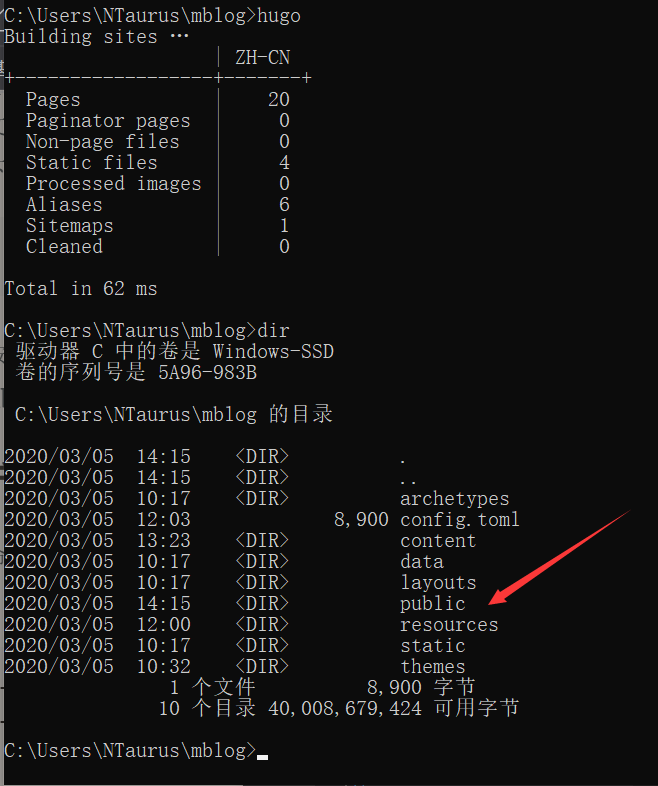 C:\Users\NTaurus\mblog>hugo
Building sites …
| ZH-CN
+------------------+-------+
Pages | 20
Paginator pages | 0
Non-page files | 0
Static files | 4
Processed images | 0
Aliases | 6
Sitemaps | 1
Cleaned | 0
Total in 62 ms
C:\Users\NTaurus\mblog>dir
驱动器 C 中的卷是 Windows-SSD
卷的序列号是 5A96-983B
C:\Users\NTaurus\mblog 的目录
2020/03/05 14:15 <DIR> .
2020/03/05 14:15 <DIR> ..
2020/03/05 10:17 <DIR> archetypes
2020/03/05 12:03 8,900 config.toml
2020/03/05 13:23 <DIR> content
2020/03/05 10:17 <DIR> data
2020/03/05 10:17 <DIR> layouts
2020/03/05 14:15 <DIR> public
2020/03/05 12:00 <DIR> resources
2020/03/05 10:17 <DIR> static
2020/03/05 10:32 <DIR> themes
1 个文件 8,900 字节
10 个目录 40,008,679,424 可用字节
C:\Users\NTaurus\mblog>